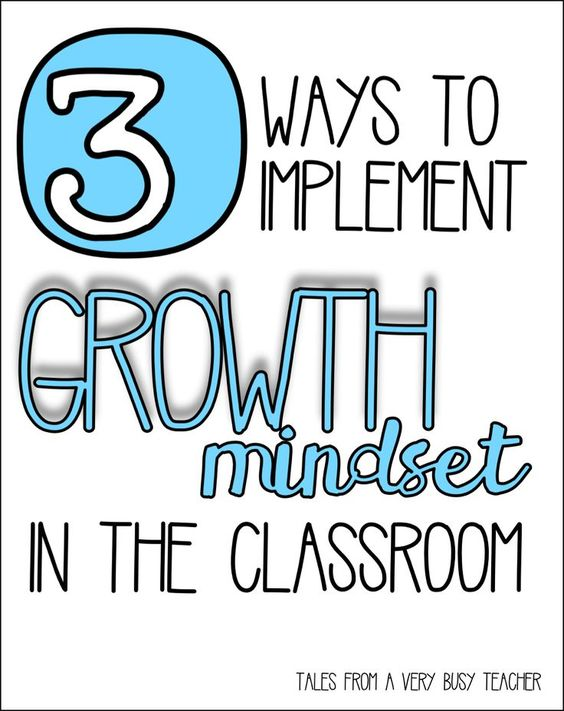 3 WAYS TO
IMPLEMENT
GROWTH
mindset
IN THE CLASSROOM
TALES FROM A VERY BUSY TEACHER